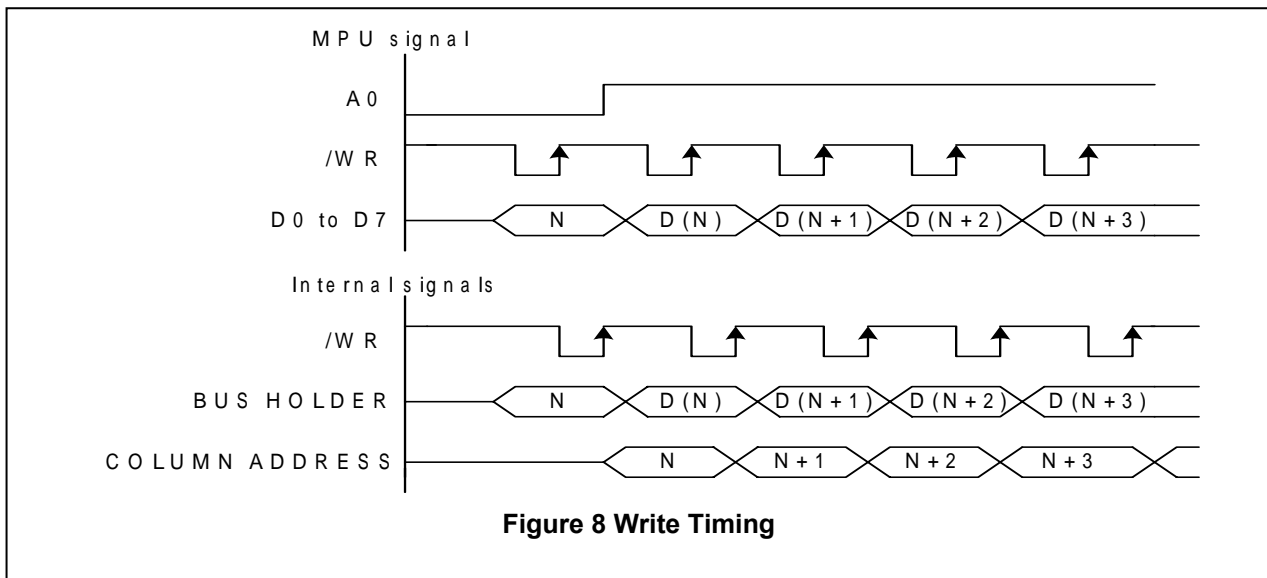 MPU signal
A0
/WR
D0 to D7 N D(N) D(N+1) D(N+2) D(N+3)
Internal signals
/WR
BUS HOLDER N D(N) D(N+1) D(N+2) D(N+3)
COLUMN ADDRESS N N+1 N+2 N+3
Figure 8 Write Timing